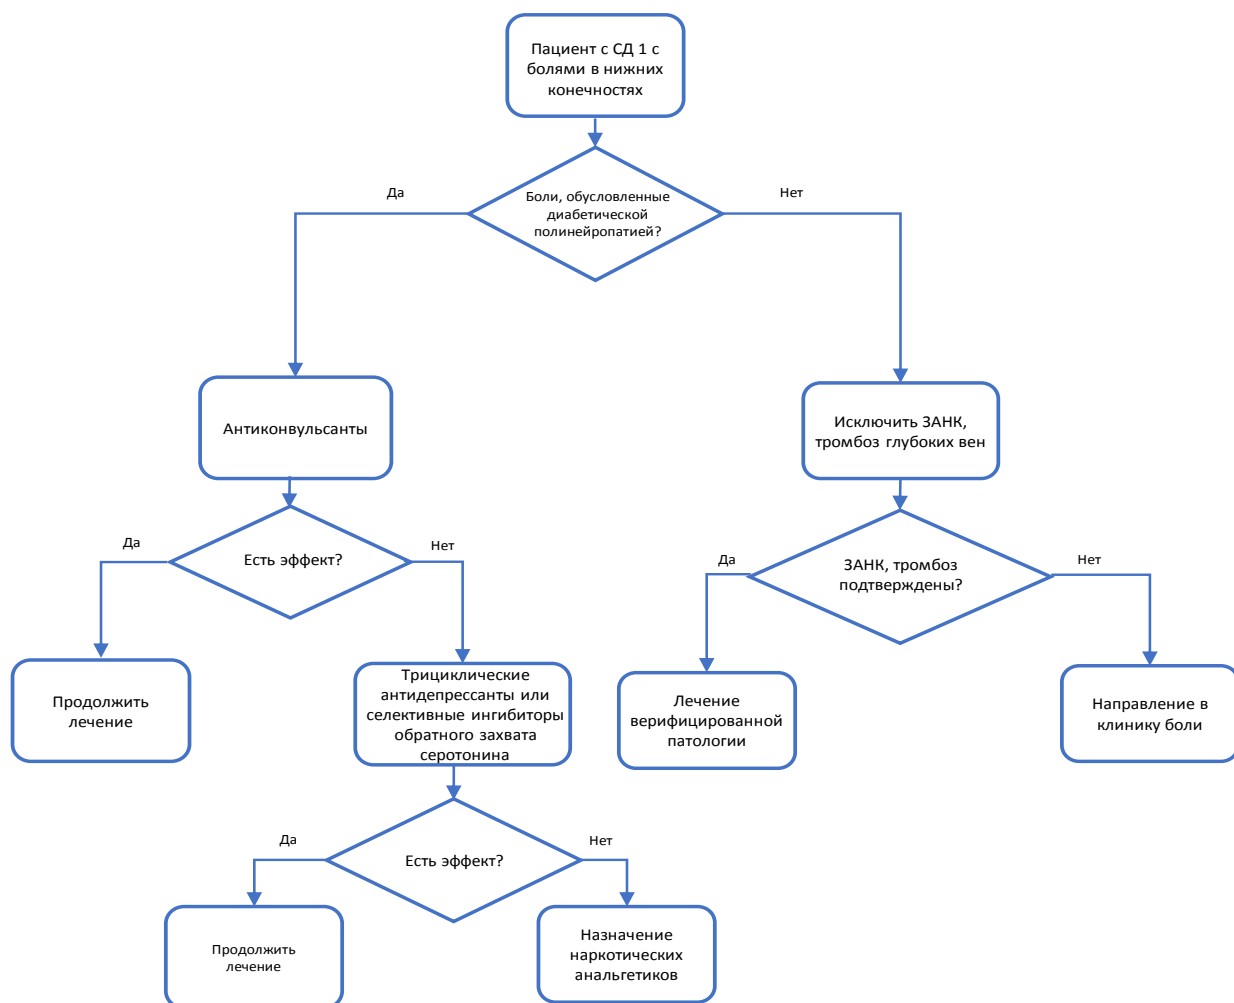 Пациент с СД 1 с
болями в нижних
конечностях
Да
Нет
Боли, обусловленные
диабетической
полинейропатией?
Антиконвульсанты
Исключить ЗАНК,
тромбоз глубоких вен
Да
Есть эффект?
Нет
Да
ЗАНК, тромбоз
подтверждены?
Нет
Продолжить
лечение
Трициклические
антидепрессанты или
селективные ингибиторы
обратного захвата
серотонина
Лечение
верифицированной
патологии
Направление в
клинику боли
Да
Есть эффект?
Нет
Продолжить
лечение
Назначение
наркотических
анальгетиков